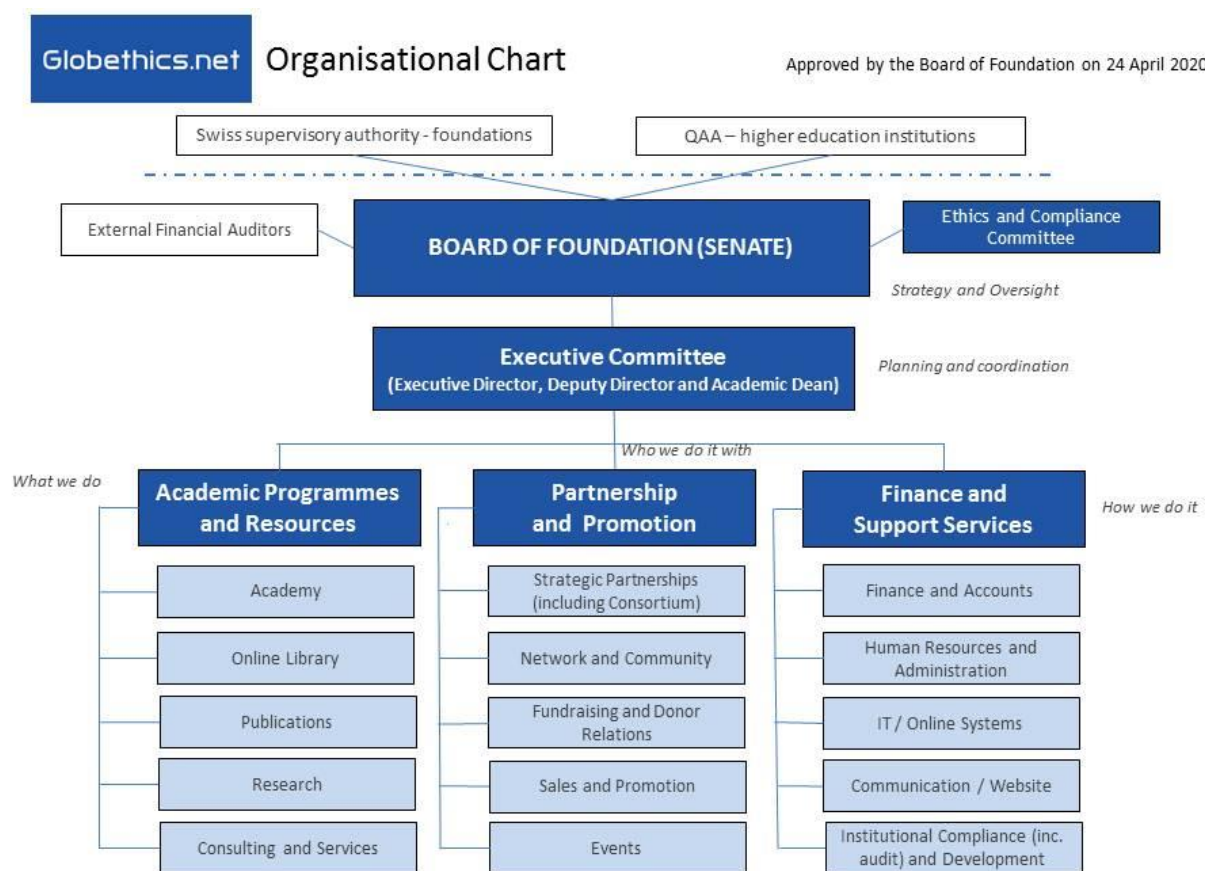 Globethics.net
Organisational Chart
Approved by the Board of Foundation on 24 April 2020
Swiss supervisory authority - foundations
QAA – higher education institutions
External Financial Auditors
BOARD OF FOUNDATION (SENATE)
Ethics and Compliance
Committee
Strategy and Oversight
Executive Committee
(Executive Director, Deputy Director and Academic Dean)
Planning and coordination
Who we do it with
What we do
Academic Programmes
and Resources
Partnership
and Promotion
Finance and
Support Services
How we do it
Academy
Online Library
Publications
Research
Consulting and Services
Strategic Partnerships
(including Consortium)
Network and Community
Fundraising and Donor
Relations
Sales and Promotion
Events
Finance and Accounts
Human Resources and
Administration
IT / Online Systems
Communication / Website
Institutional Compliance (inc.
audit) and Development